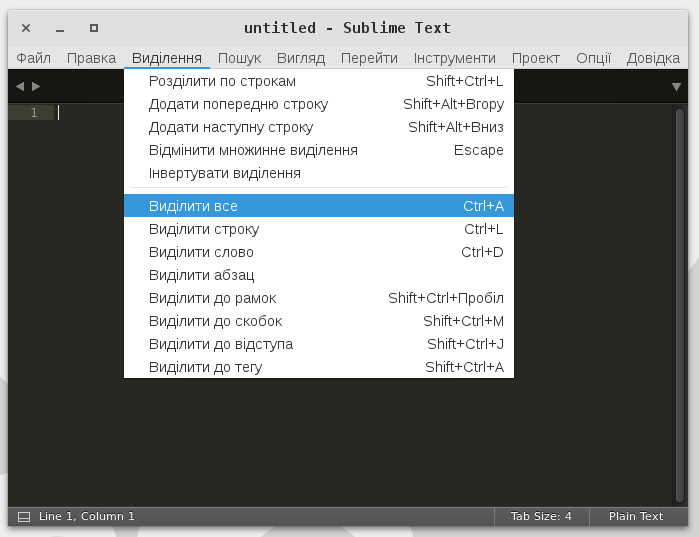 untitled - Sublime Text
Файл Правка Виділення Пошук Вигляд Перейти Інструменти Проект Опції Довідка
1
Розділити по строкам Shift+Ctrl+L
Додати попередню строку Shift+Alt+Вгору
Додати наступну строку Shift+Alt+Вниз
Відмінити множинне виділення Escape
Інвертувати виділення
Виділити все Ctrl+A
Виділити строку Ctrl+L
Виділити слово Ctrl+D
Виділити абзац
Виділити до рамок Shift+Ctrl+Пробіл
Виділити до скобок Shift+Ctrl+M
Виділити до відступа Shift+Ctrl+J
Виділити до тегу Shift+Ctrl+A
Line 1, Column 1 Tab Size: 4 Plain Text